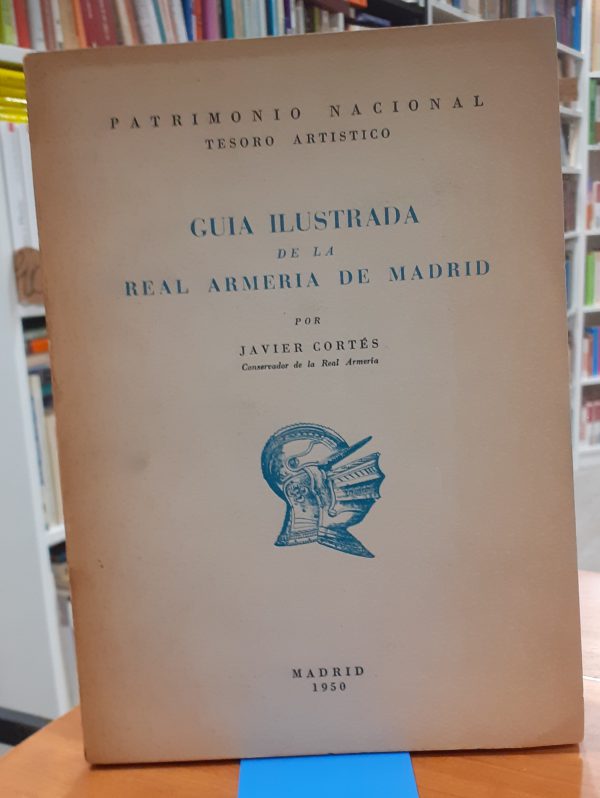 PATRIMONIO NACIONAL
TESORO ARTISTICO
GUIA ILUSTRADA
DE LA
REAL ARMERIA DE MADRID
POR
JAVIER CORTÉS
Conservador de la Real Armería
MADRID
1950